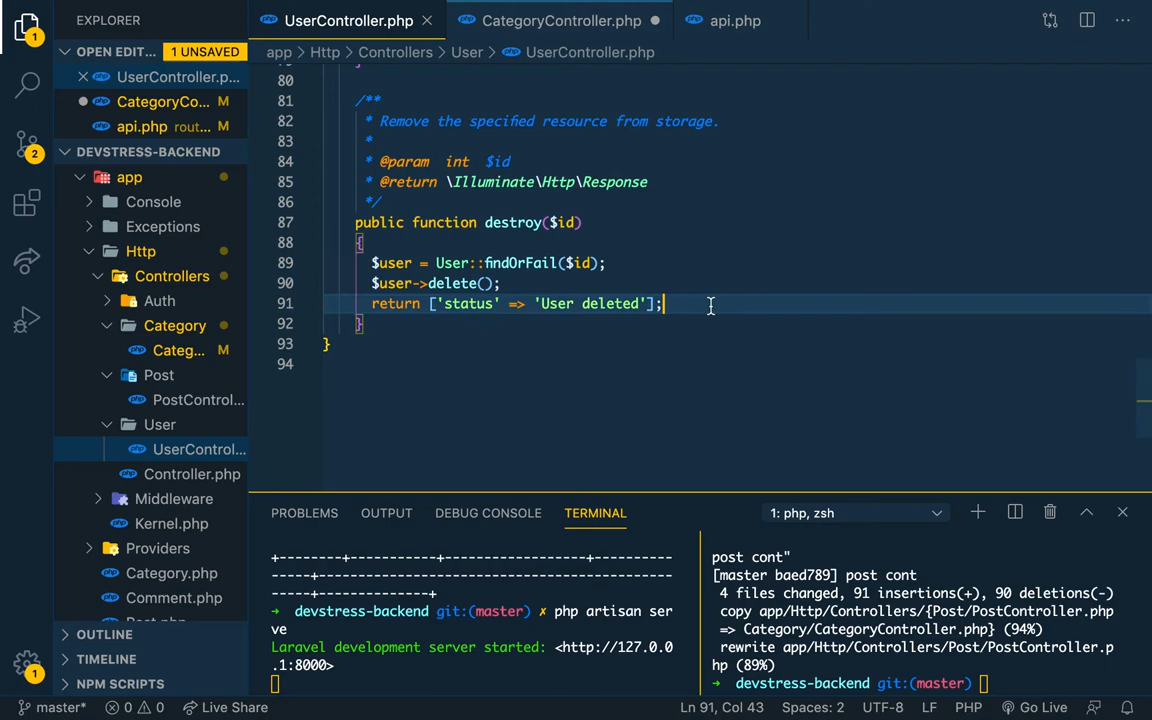 EXPLORER
UserController.php
CategoryController.php
api.php
OPEN EDIT... 1 UNSAVED
app > Http > Controllers > User > UserController.php
UserController.p...
CategoryCo... M
api.php rout... M
DEVSTRESS-BACKEND
app
Console
Exceptions
Http
Controllers
Auth
Category
Categ... M
Post
PostControl...
User
UserControl...
Controller.php
Middleware
Kernel.php
Providers
Category.php
Comment.php
OUTLINE
TIMELINE
NPM SCRIPTS
1
2
1
80
81 /**
82 * Remove the specified resource from storage.
83 *
84 * @param int $id
85 * @return \Illuminate\Http\Response
86 */
87 public function destroy($id)
88 {
89 $user = User::findOrFail($id);
90 $user->delete();
91 return ['status' => 'User deleted'];
92 }
93 }
94
PROBLEMS OUTPUT DEBUG CONSOLE TERMINAL 1: php, zsh
+--------+-----------+------------------+----------
-----+---------------------------------------------
-----+---------------+
→ devstress-backend git:(master) ✗ php artisan ser
ve
Laravel development server started: <http://127.0.0
.1:8000>
post cont"
[master baed789] post cont
4 files changed, 91 insertions(+), 90 deletions(-)
copy app/Http/Controllers/{Post/PostController.php
=> Category/CategoryController.php} (94%)
rewrite app/Http/Controllers/Post/PostController.p
hp (89%)
→ devstress-backend git:(master)
master* 0 0 Live Share Ln 91, Col 43 Spaces: 2 UTF-8 LF PHP Go Live